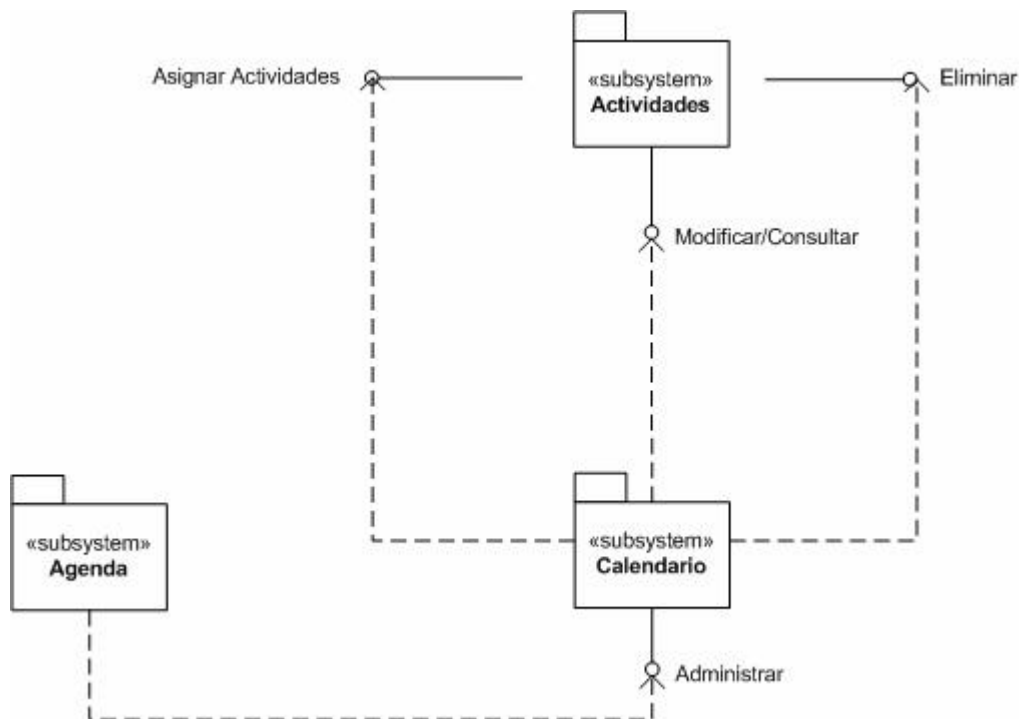 Asignar Actividades
«subsystem»
Actividades
Eliminar
Modificar/Consultar
«subsystem»
Agenda
«subsystem»
Calendario
Administrar